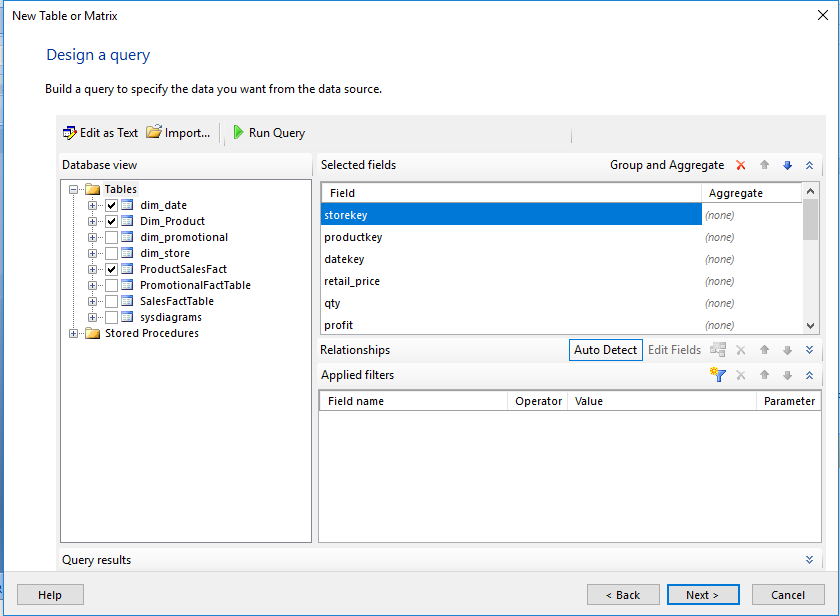 New Table or Matrix
Design a query
Build a query to specify the data you want from the data source.
Edit as Text Import... Run Query
Database view
Tables
dim_date
Dim_Product
dim_promotional
dim_store
ProductSalesFact
PromotionalFactTable
SalesFactTable
sysdiagrams
Stored Procedures
Selected fields Group and Aggregate
Field Aggregate
storekey (none)
productkey (none)
datekey (none)
retail_price (none)
qty (none)
profit (none)
Relationships Auto Detect Edit Fields
Applied filters
Field name Operator Value Parameter
Query results
Help < Back Next > Cancel